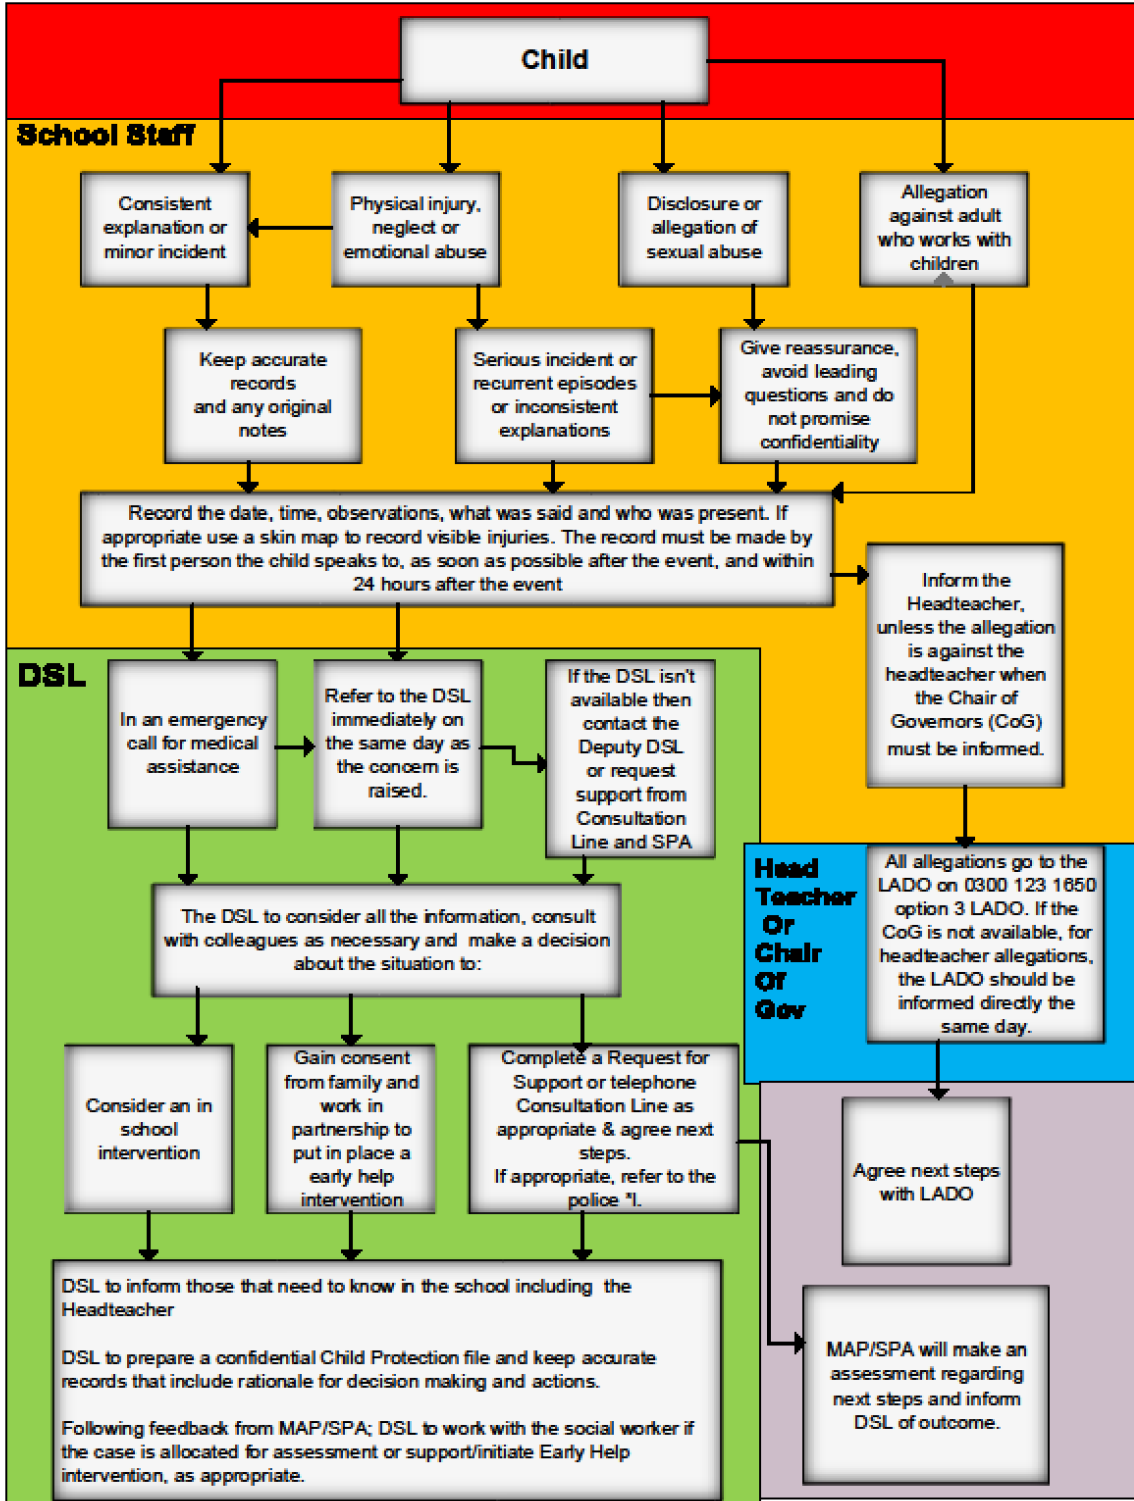 Child
School Staff
Consistent
explanation or
minor incident
Physical injury,
neglect or
emotional abuse
Disclosure or
allegation of
sexual abuse
Allegation
against adult
who works with
children
Keep accurate
records
and any original
notes
Serious incident or
recurrent episodes
or inconsistent
explanations
Give reassurance,
avoid leading
questions and do
not promise
confidentiality
Record the date, time, observations, what was said and who was present. If
appropriate use a skin map to record visible injuries. The record must be made by
the first person the child speaks to, as soon as possible after the event, and within
24 hours after the event
Inform the
Headteacher,
unless the allegation
is against the
headteacher when
the Chair of
Governors (CoG)
must be informed.
DSL
In an emergency
call for medical
assistance
Refer to the DSL
immediately on
the same day as
the concern is
raised.
If the DSL isn't
available then
contact the
Deputy DSL
or request
support from
Consultation
Line and SPA
Head
Teacher
Or
Chair
Of
Gov
All allegations go to the
LADO on 0300 123 1650
option 3 LADO. If the
CoG is not available, for
headteacher allegations,
the LADO should be
informed directly the
same day.
The DSL to consider all the information, consult
with colleagues as necessary and make a decision
about the situation to:
Consider an in
school
intervention
Gain consent
from family and
work in
partnership to
put in place a
early help
intervention
Complete a Request for
Support or telephone
Consultation Line as
appropriate & agree next
steps.
If appropriate, refer to the
police *I.
Agree next steps
with LADO
DSL to inform those that need to know in the school including the
Headteacher
DSL to prepare a confidential Child Protection file and keep accurate
records that include rationale for decision making and actions.
Following feedback from MAP/SPA; DSL to work with the social worker if
the case is allocated for assessment or support/initiate Early Help
intervention, as appropriate.
MAP/SPA will make an
assessment regarding
next steps and inform
DSL of outcome.